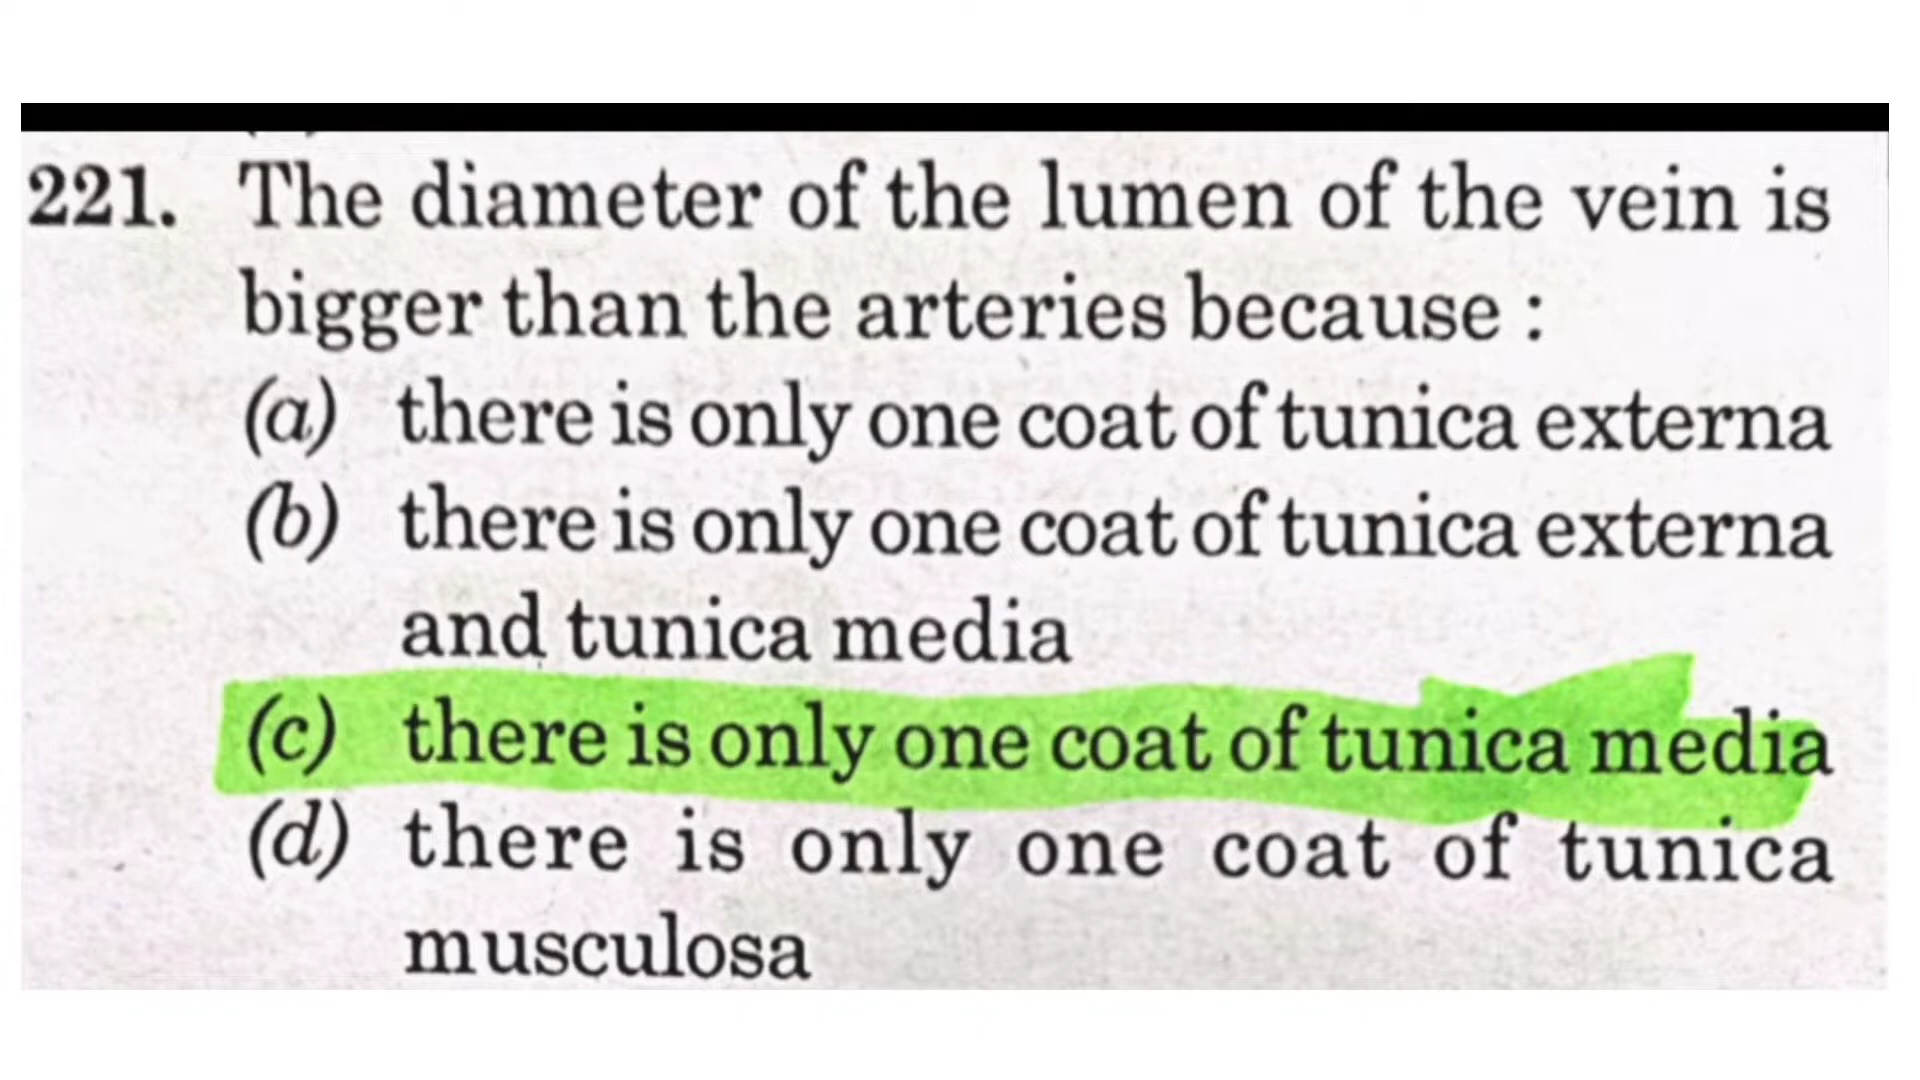 221. The diameter of the lumen of the vein is
bigger than the arteries because :
(a) there is only one coat of tunica externa
(b) there is only one coat of tunica externa
and tunica media
(c) there is only one coat of tunica media
(d) there is only one coat of tunica
musculosa